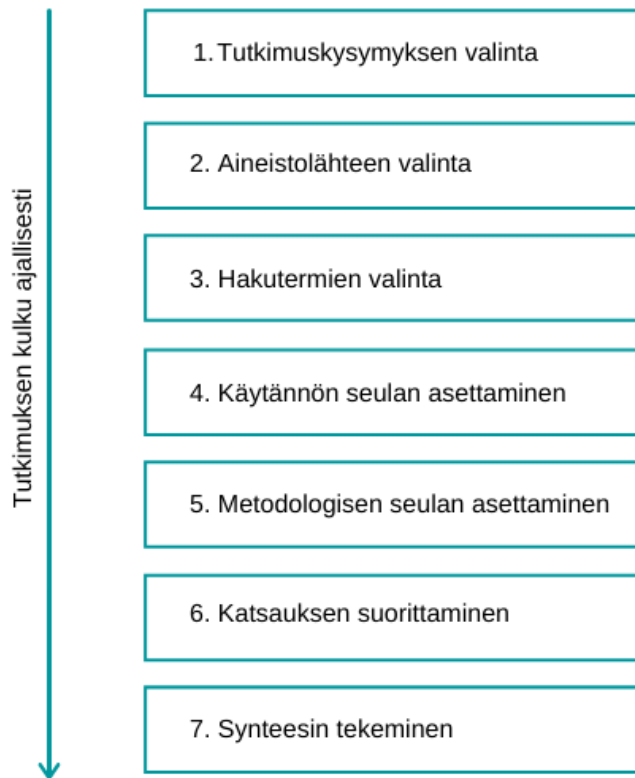 Tutkimuksen kulku ajallisesti
1. Tutkimuskysymyksen valinta
2. Aineistolähteen valinta
3. Hakutermien valinta
4. Käytännön seulan asettaminen
5. Metodologisen seulan asettaminen
6. Katsauksen suorittaminen
7. Synteesin tekeminen